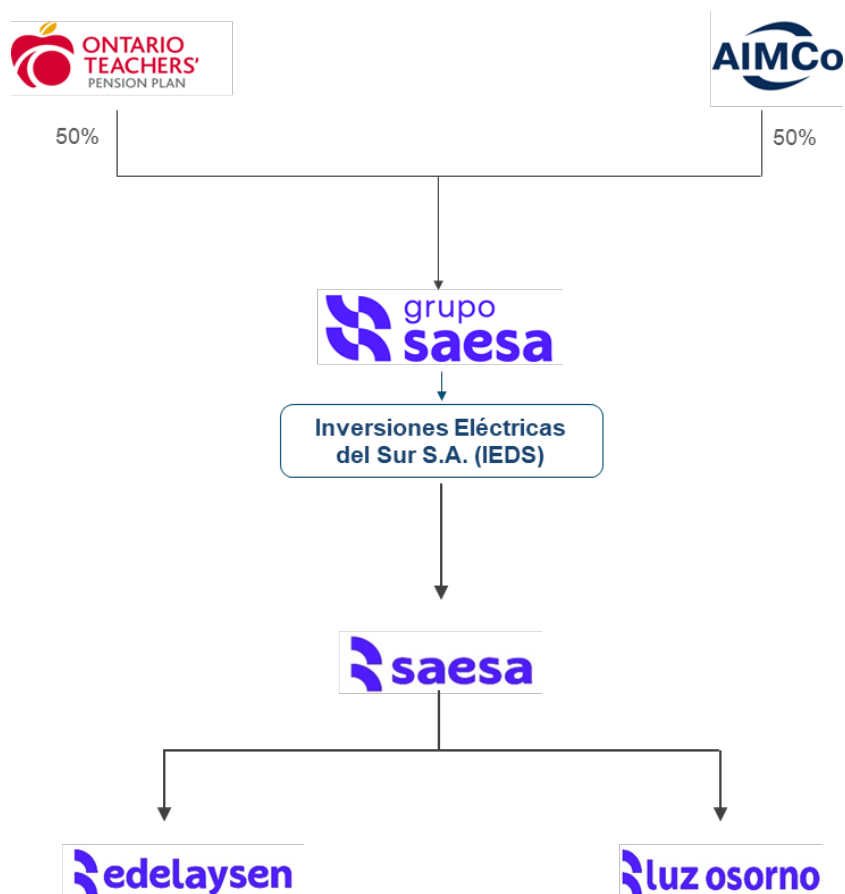 ONTARIO
TEACHERS'
PENSION PLAN
AIMCo
50%
50%
grupo
saesa
Inversiones Eléctricas
del Sur S.A. (IEDS)
saesa
edelaysen
luz osorno